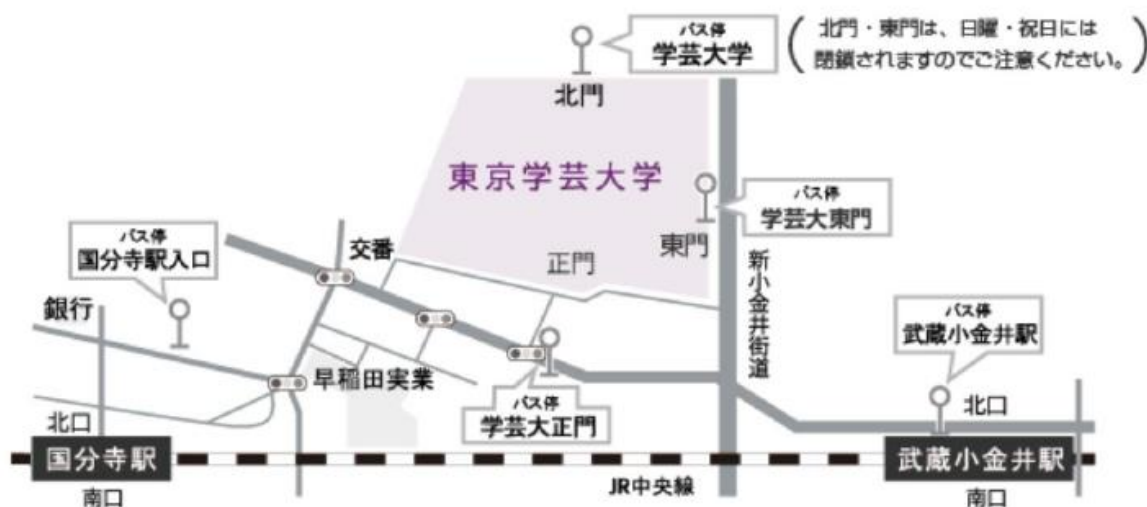 バス停
学芸大学
北門・東門は、日曜・祝日には
閉鎖されますのでご注意ください。
北門
東京学芸大学
バス停
学芸大東門
東門
正門
新小金井街道
交番
バス停
国分寺駅入口
銀行
早稲田実業
バス停
学芸大正門
バス停
武蔵小金井駅
北口
国分寺駅
南口
JR中央線
北口
武蔵小金井駅
南口